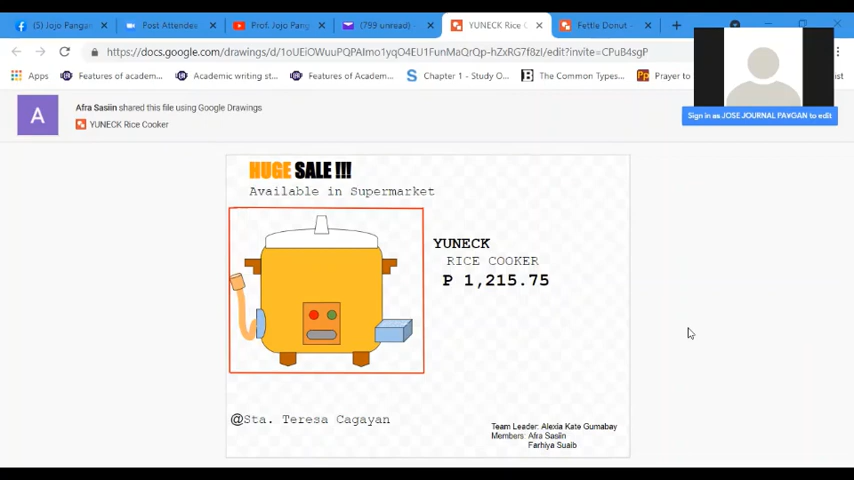 (5) Jojo Pangan
Post Attendee
Prof. Jojo Pang
(799 unread) -
YUNECK Rice C
Fettle Donut -
https://docs.google.com/drawings/d/1oUEiOWuuPQPAImo1yqO4EU1FunMaQrQp-hZxRG7f8zI/edit?invite=CPuB4sgP
Apps
Features of academ...
Academic writing st...
Features of Academ...
Chapter 1 - Study O...
The Common Types...
Prayer to
Afra Sasiin shared this file using Google Drawings
A
YUNECK Rice Cooker
Sign in as JOSE JOURNAL PAΨGAN to edit
HUGE SALE !!!
Available in Supermarket
YUNECK
RICE COOKER
P 1,215.75
@Sta. Teresa Cagayan
Team Leader: Alexia Kate Gumabay
Members: Afra Sasiin
Farhiya Suaib